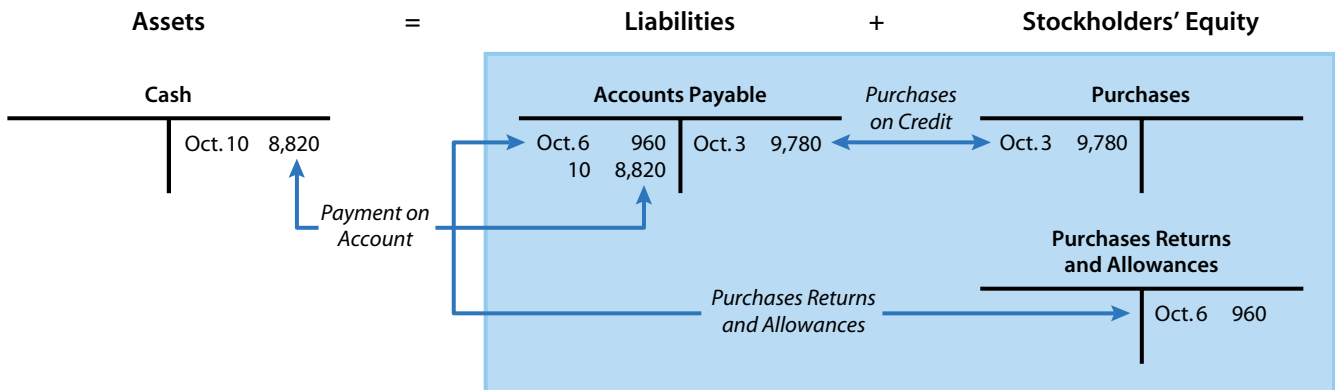 Assets = Liabilities + Stockholders’ Equity
Cash
Oct. 10 8,820
Accounts Payable
Oct. 6 960 Oct. 3 9,780
10 8,820
Purchases
on Credit
Purchases
Oct. 3 9,780
Payment on
Account
Purchases Returns
and Allowances
Purchases Returns
and Allowances
Oct. 6 960